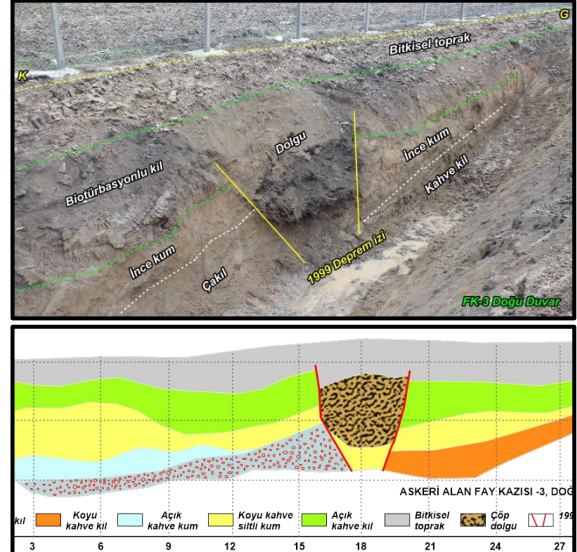 K
G
Bitkisel toprak
Dolgu
İnce kum
Kahve kil
Biotürbasyonlu kil
İnce kum
Çakıl
1999 Deprem izi
FK-3 Doğu Duvar
ASKERİ ALAN FAY KAZISI -3, DOĞ
kıl
Koyu kahve kil
Açık kahve kum
Koyu kahve siltli kum
Açık kahve kil
Bitkisel toprak
Çöp dolgu
199
3 6 9 12 15 18 21 24 27